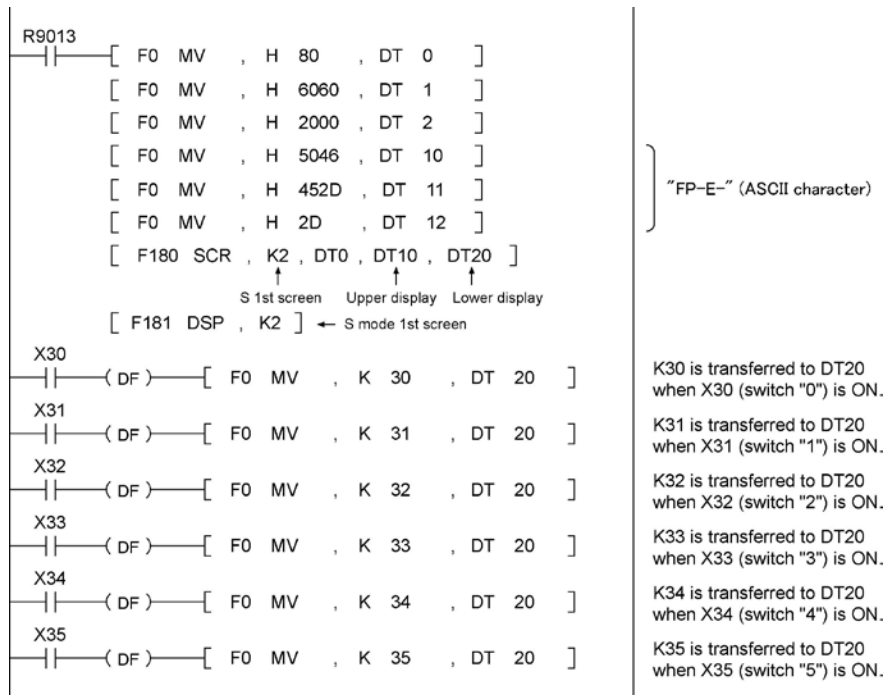 R9013
[ F0 MV , H 80 , DT 0 ]
[ F0 MV , H 6060 , DT 1 ]
[ F0 MV , H 2000 , DT 2 ]
[ F0 MV , H 5046 , DT 10 ]
[ F0 MV , H 452D , DT 11 ]
[ F0 MV , H 2D , DT 12 ]
"FP-E-" (ASCII character)
[ F180 SCR , K2 , DT0 , DT10 , DT20 ]
S 1st screen Upper display Lower display
[ F181 DSP , K2 ] ← S mode 1st screen
X30
( DF ) [ F0 MV , K 30 , DT 20 ]
K30 is transferred to DT20
when X30 (switch "0") is ON.
X31
( DF ) [ F0 MV , K 31 , DT 20 ]
K31 is transferred to DT20
when X31 (switch "1") is ON.
X32
( DF ) [ F0 MV , K 32 , DT 20 ]
K32 is transferred to DT20
when X32 (switch "2") is ON.
X33
( DF ) [ F0 MV , K 33 , DT 20 ]
K33 is transferred to DT20
when X33 (switch "3") is ON.
X34
( DF ) [ F0 MV , K 34 , DT 20 ]
K34 is transferred to DT20
when X34 (switch "4") is ON.
X35
( DF ) [ F0 MV , K 35 , DT 20 ]
K35 is transferred to DT20
when X35 (switch "5") is ON.